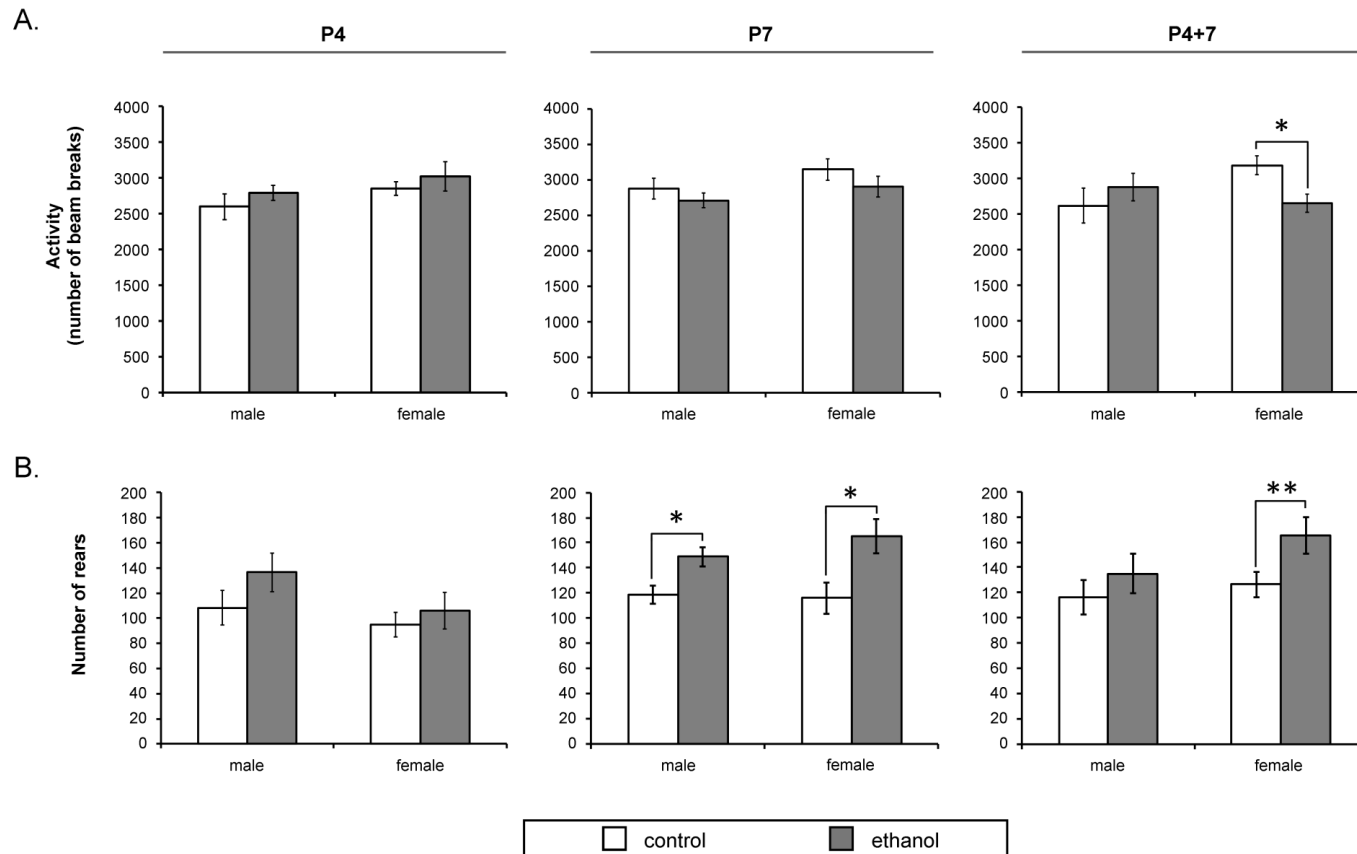 A.
P4
P7
P4+7
Activity
(number of beam breaks)
4000
3500
3000
2500
2000
1500
1000
500
0
male
female
4000
3500
3000
2500
2000
1500
1000
500
0
male
female
4000
3500
3000
2500
2000
1500
1000
500
0
*
male
female
B.
Number of rears
200
180
160
140
120
100
80
60
40
20
0
male
female
200
180
160
140
120
100
80
60
40
20
0
*
*
male
female
200
180
160
140
120
100
80
60
40
20
0
**
male
female
control
ethanol